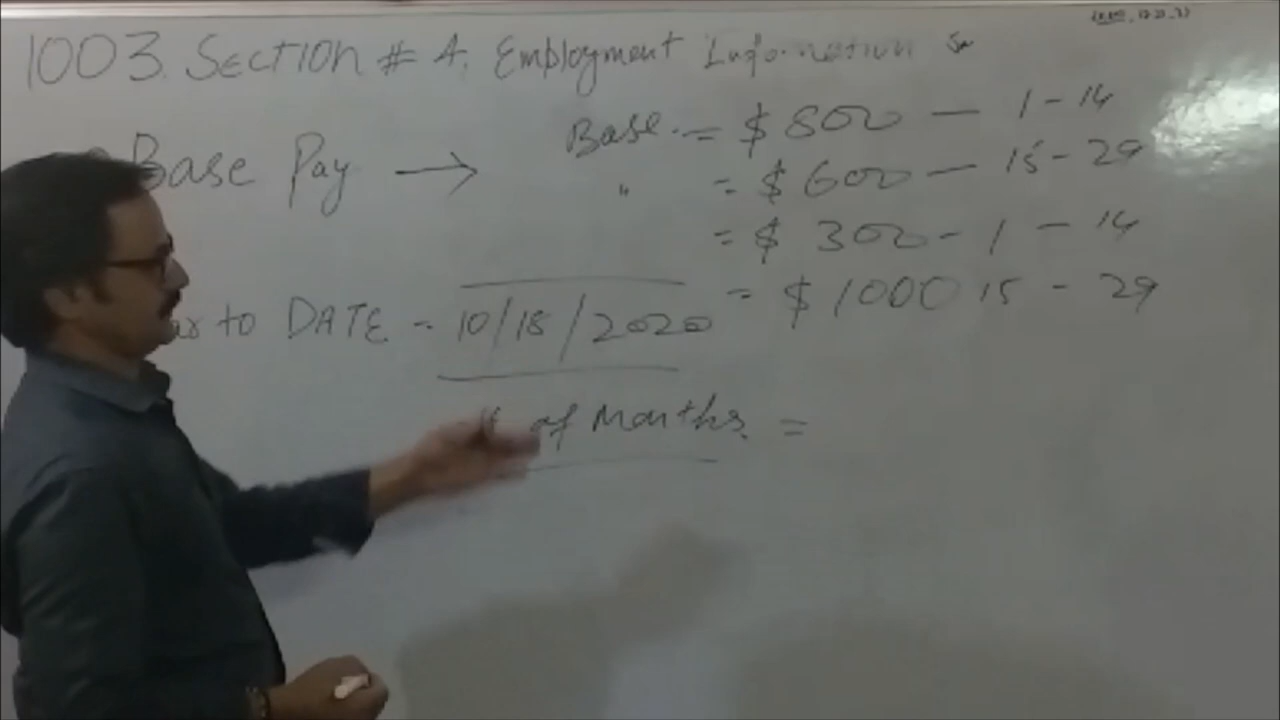 1003. Section # 4. Employment Information
Base Pay → Base. = $ 800 — 1 - 14
" = $ 600 — 15 - 29
= $ 300 - 1 - 14
= $ 1000 15 - 29
to DATE - 10/15/2020
of Months. =